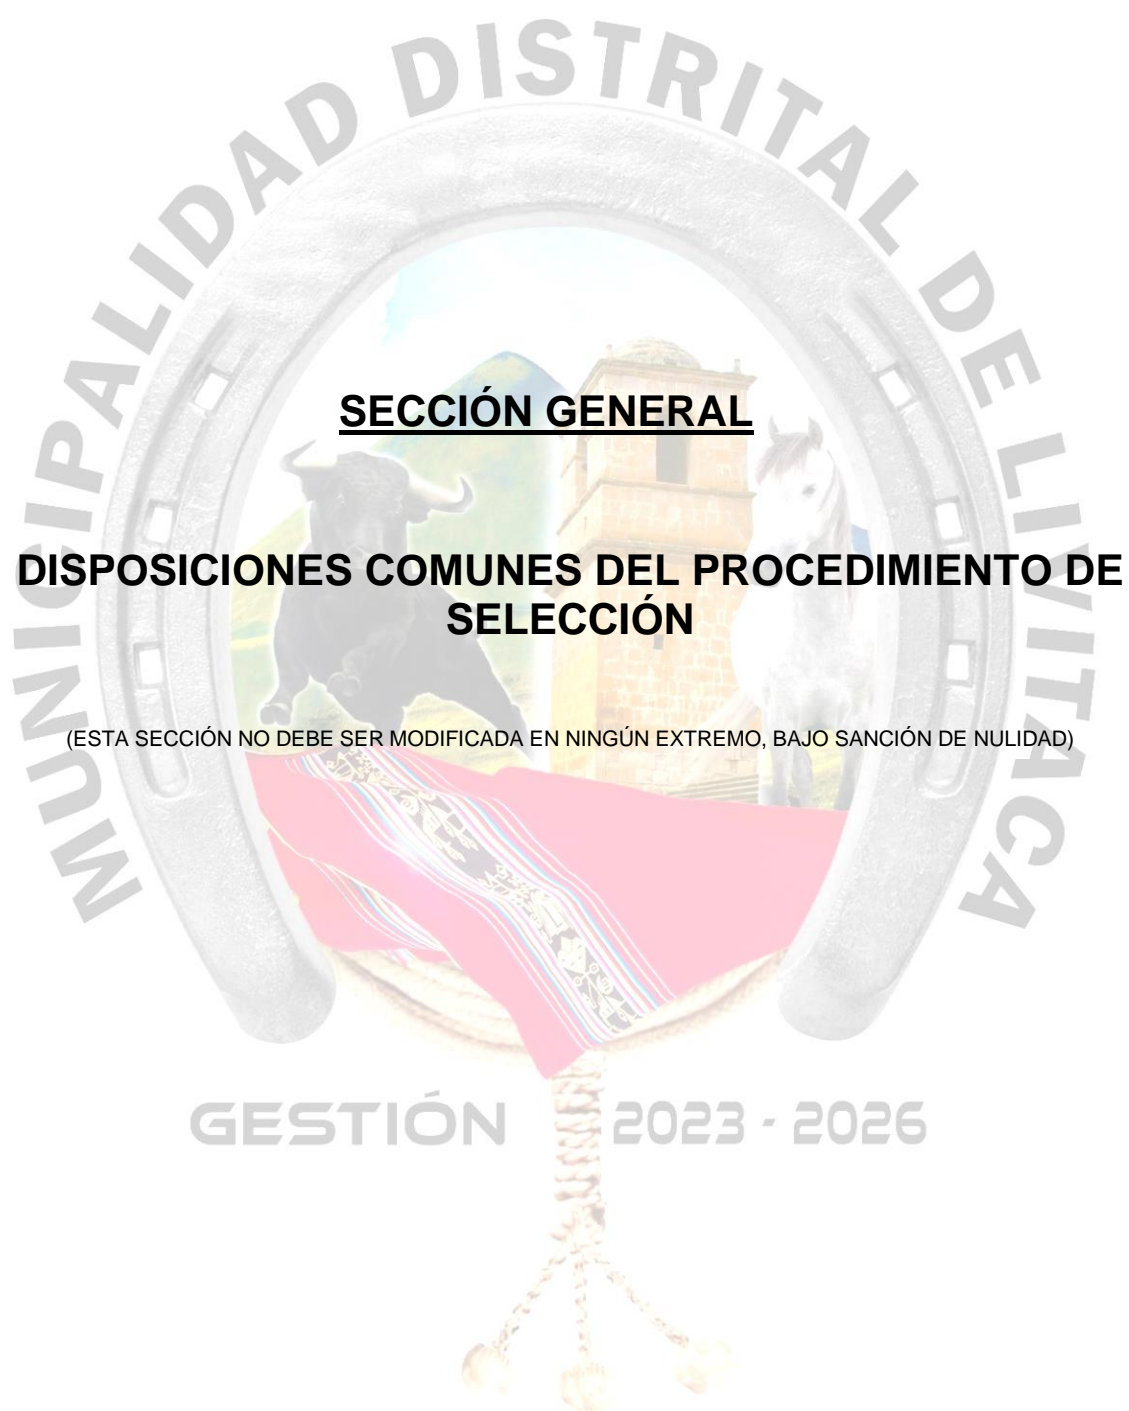 MUNICIPALIDAD DISTRITAL DE LIVITACA
SECCIÓN GENERAL
DISPOSICIONES COMUNES DEL PROCEDIMIENTO DE
SELECCIÓN
(ESTA SECCIÓN NO DEBE SER MODIFICADA EN NINGÚN EXTREMO, BAJO SANCIÓN DE NULIDAD)
GESTIÓN 2023 - 2026